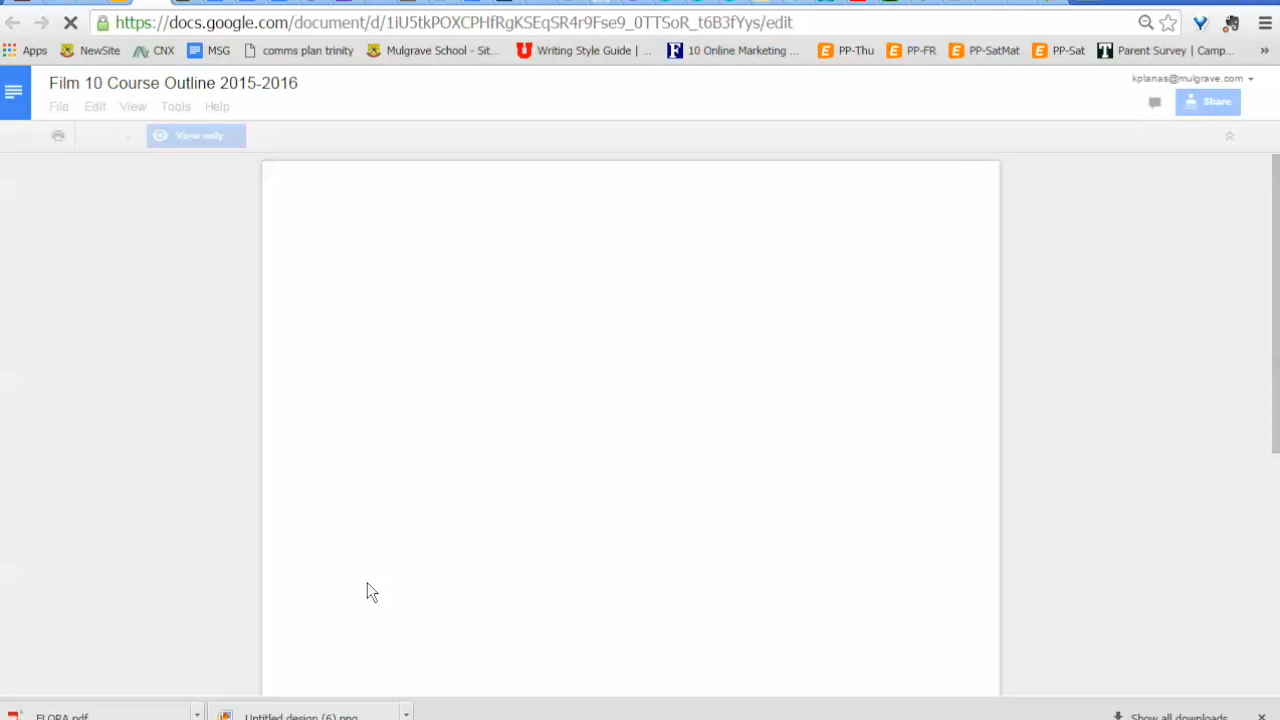 https://docs.google.com/document/d/1iU5tkPOXCPHfRgKSEqSR4r9Fse9_0TTSoR_t6B3fYys/edit
Apps NewSite CNX MSG comms plan trinity Mulgrave School - Sit... Writing Style Guide | ... 10 Online Marketing ... PP-Thu PP-FR PP-SatMat PP-Sat Parent Survey | Camp... »
Film 10 Course Outline 2015-2016
kplanas@mulgrave.com
File Edit View Tools Help
Share
View only
FLORA.pdf Untitled design (6).png Show all downloads...